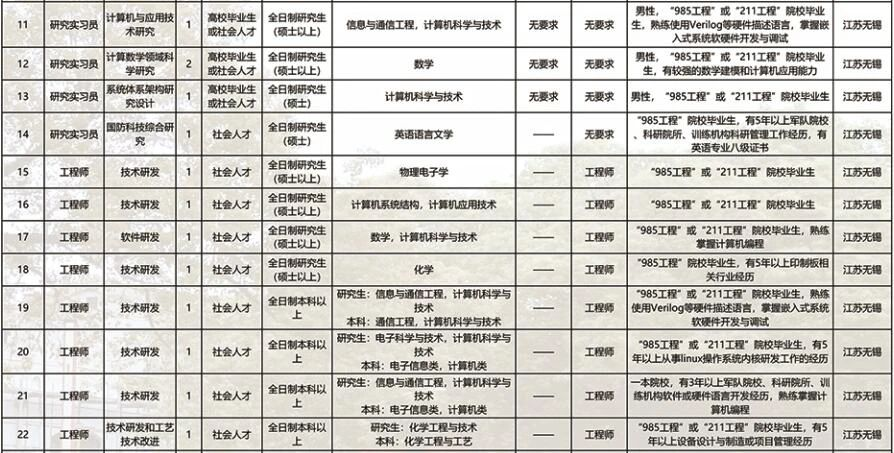 11 研究实习员 计算机与应用技术研究 1 高校毕业生或社会人才 全日制研究生(硕士以上) 信息与通信工程，计算机科学与技术 无要求 无要求 男性，“985工程”或“211工程”院校毕业生，熟练使用Verilog等硬件描述语言，掌握嵌入式系统软硬件开发与调试 江苏无锡
12 研究实习员 计算数学领域科学研究 2 高校毕业生或社会人才 全日制研究生(硕士以上) 数学 无要求 无要求 男性，“985工程”或“211工程”院校毕业生，有较强的数学建模和计算机应用能力 江苏无锡
13 研究实习员 系统体系架构研究设计 1 高校毕业生或社会人才 全日制研究生(硕士) 计算机科学与技术 无要求 无要求 男性，“985工程”或“211工程”院校毕业生 江苏无锡
14 研究实习员 国防科技综合研究 1 社会人才 全日制研究生(硕士) 英语语言文学 —— 无要求 “985工程”或“211工程”院校毕业生，有5年以上军队院校、科研院所、训练机构科研管理工作经历，有英语专业八级证书 江苏无锡
15 工程师 技术研发 1 社会人才 全日制研究生(硕士以上) 物理电子学 —— 工程师 “985工程”或“211工程”院校毕业生 江苏无锡
16 工程师 技术研发 1 社会人才 全日制研究生(硕士以上) 计算机系统结构，计算机应用技术 —— 工程师 “985工程”或“211工程”院校毕业生 江苏无锡
17 工程师 软件研发 1 社会人才 全日制研究生(硕士以上) 数学，计算机科学与技术 —— 工程师 “985工程”或“211工程”院校毕业生，熟练掌握计算机编程 江苏无锡
18 工程师 技术研发 1 社会人才 全日制研究生(硕士以上) 化学 —— 工程师 “985工程”院校毕业生，有5年以上印制板相关行业经历 江苏无锡
19 工程师 技术研发 1 社会人才 全日制本科以上 研究生：信息与通信工程，计算机科学与技术 本科：通信工程，计算机科学与技术 —— 工程师 “985工程”或“211工程”院校毕业生，熟练使用Verilog等硬件描述语言，掌握嵌入式系统软硬件开发与调试 江苏无锡
20 工程师 技术研发 1 社会人才 全日制本科以上 研究生：电子科学与技术，计算机科学与技术 本科：电子信息类，计算机类 —— 工程师 “985工程”或“211工程”院校毕业生，有5年以上从事linux操作系统内核研发工作的经历 江苏无锡
21 工程师 技术研发 1 社会人才 全日制本科以上 研究生：信息与通信工程，计算机科学与技术 本科：电子信息类，计算机类 —— 工程师 一本院校，有3年以上军队院校、科研院所、训练机构软件或硬件语言开发经历，熟练掌握计算机编程 江苏无锡
22 工程师 技术研发和工艺技术改进 1 社会人才 全日制本科以上 研究生：化学工程与技术 本科：化学工程与工艺 —— 工程师 “985工程”或“211工程”院校毕业生，有5年以上设备设计与制造或项目管理经历 江苏无锡